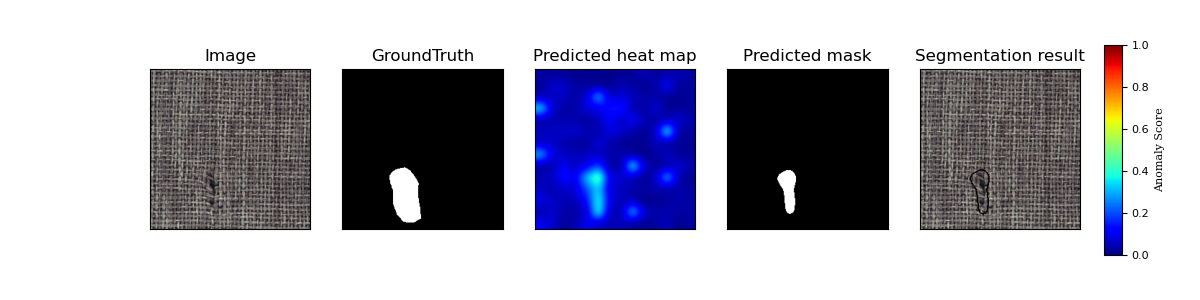 Image
GroundTruth
Predicted heat map
Predicted mask
Segmentation result
1.0
0.8
0.6
0.4
0.2
0.0
Anomaly Score